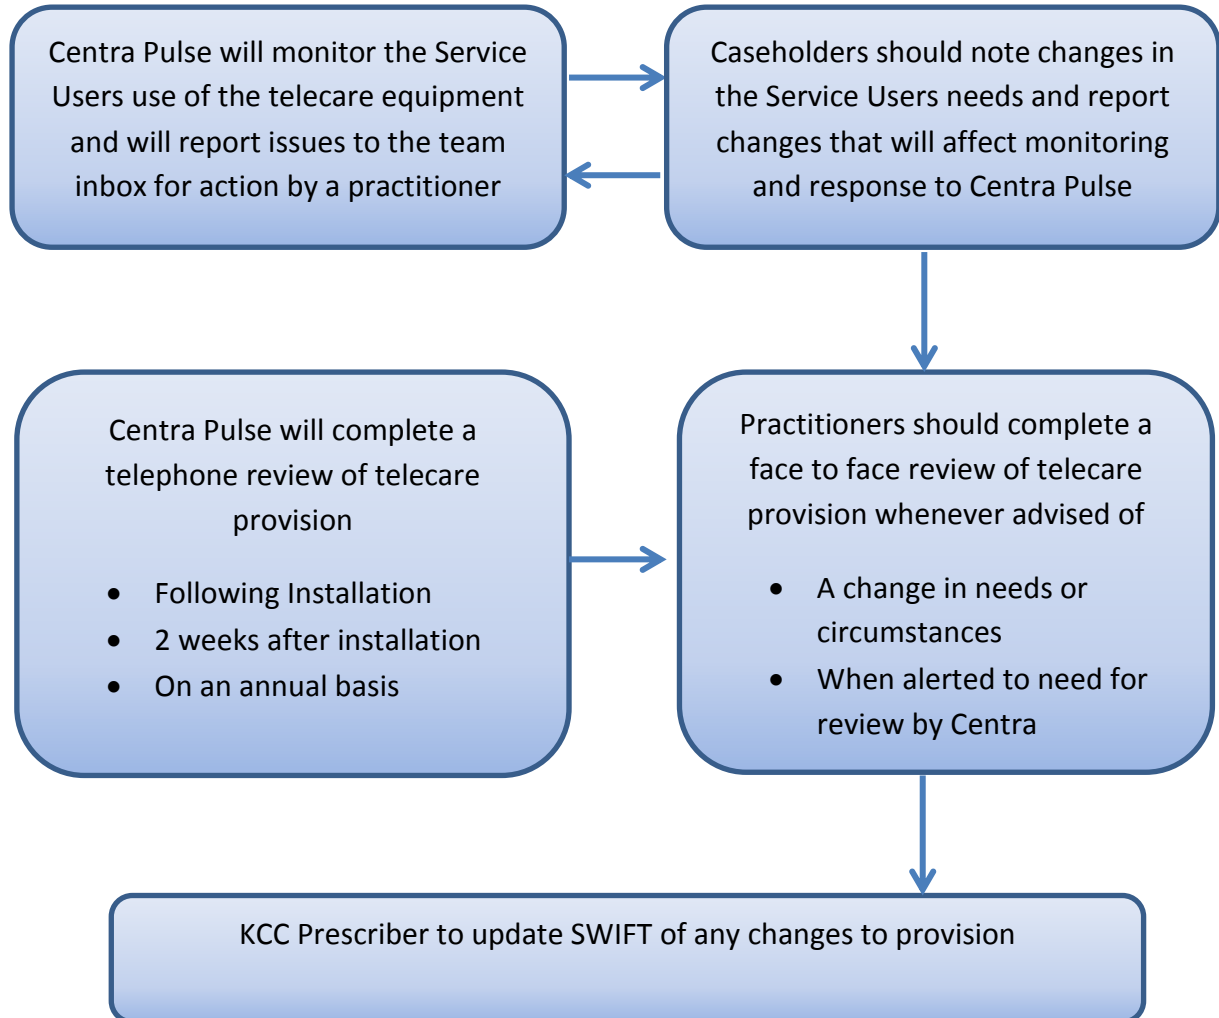 Centra Pulse will monitor the Service
Users use of the telecare equipment
and will report issues to the team
inbox for action by a practitioner
Caseholders should note changes in
the Service Users needs and report
changes that will affect monitoring
and response to Centra Pulse
Centra Pulse will complete a
telephone review of telecare
provision
• Following Installation
• 2 weeks after installation
• On an annual basis
Practitioners should complete a
face to face review of telecare
provision whenever advised of
• A change in needs or
circumstances
• When alerted to need for
review by Centra
KCC Prescriber to update SWIFT of any changes to provision